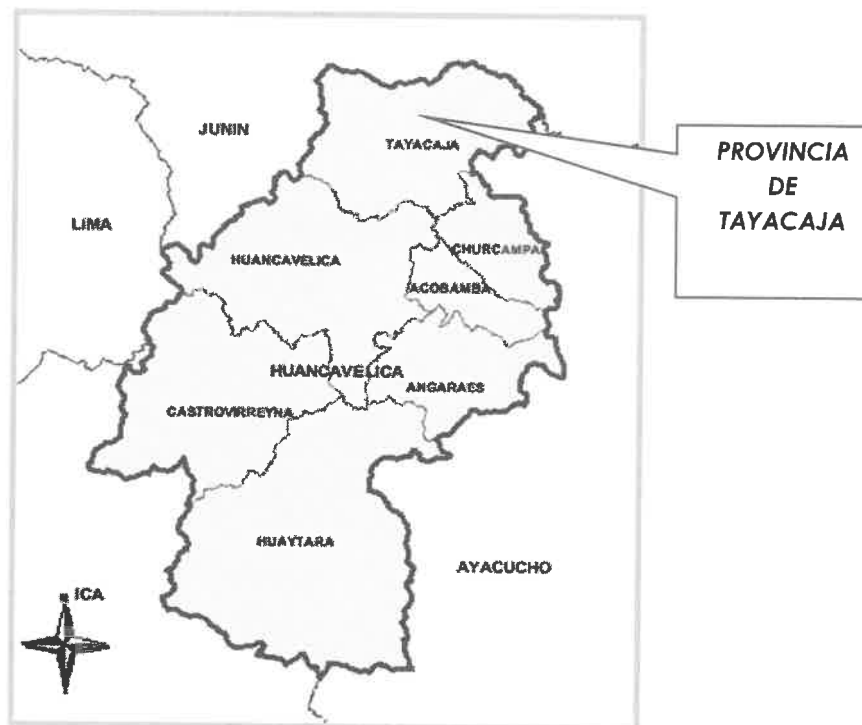 JUNIN
TAYACAJA
PROVINCIA
DE
TAYACAJA
LIMA
HUANCAVELICA
CHURCAMPA
ACOBAMBA
HUANCAVELICA
ANGARAES
CASTROVIRREYNA
HUAYTARA
AYACUCHO
ICA